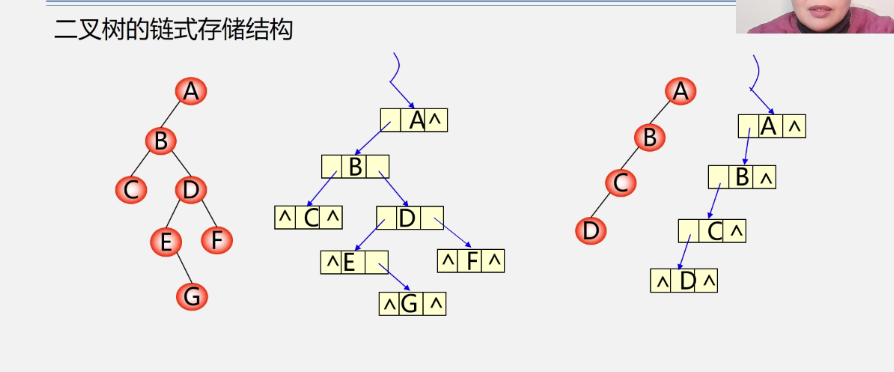 二叉树的链式存储结构
A
B
C D
E F
G
A ^
B
^ C ^ D
^ E ^ F ^
^ G ^
A
B
C
D
A ^
B ^
C ^
^ D ^